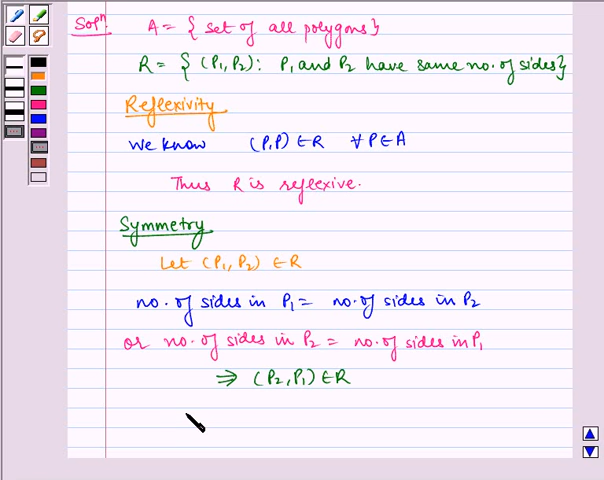 Solⁿ A = { set of all polygons }
R = { (P₁, P₂) : P₁ and P₂ have same no. of sides }
Reflexivity
We know (P, P) ∈ R ∀ P ∈ A
Thus R is reflexive.
Symmetry
Let (P₁, P₂) ∈ R
no. of sides in P₁ = no. of sides in P₂
or no. of sides in P₂ = no. of sides in P₁
⇒ (P₂, P₁) ∈ R